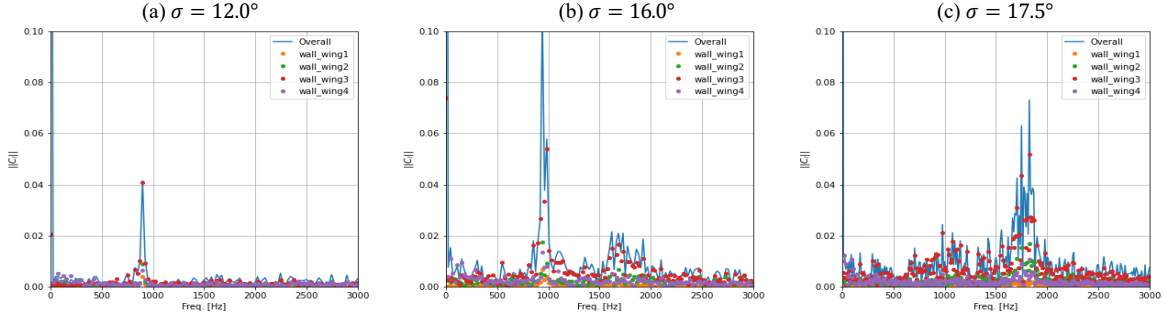 (a) σ = 12.0°
(b) σ = 16.0°
(c) σ = 17.5°
0.10
0.08
0.06
0.04
0.02
0.00
||Cₗ||
0
500
1000
1500
2000
2500
3000
Freq. [Hz]
Overall
wall_wing1
wall_wing2
wall_wing3
wall_wing4
0.10
0.08
0.06
0.04
0.02
0.00
||Cₗ||
0
500
1000
1500
2000
2500
3000
Freq. [Hz]
Overall
wall_wing1
wall_wing2
wall_wing3
wall_wing4
0.10
0.08
0.06
0.04
0.02
0.00
||Cₗ||
0
500
1000
1500
2000
2500
3000
Freq. [Hz]
Overall
wall_wing1
wall_wing2
wall_wing3
wall_wing4